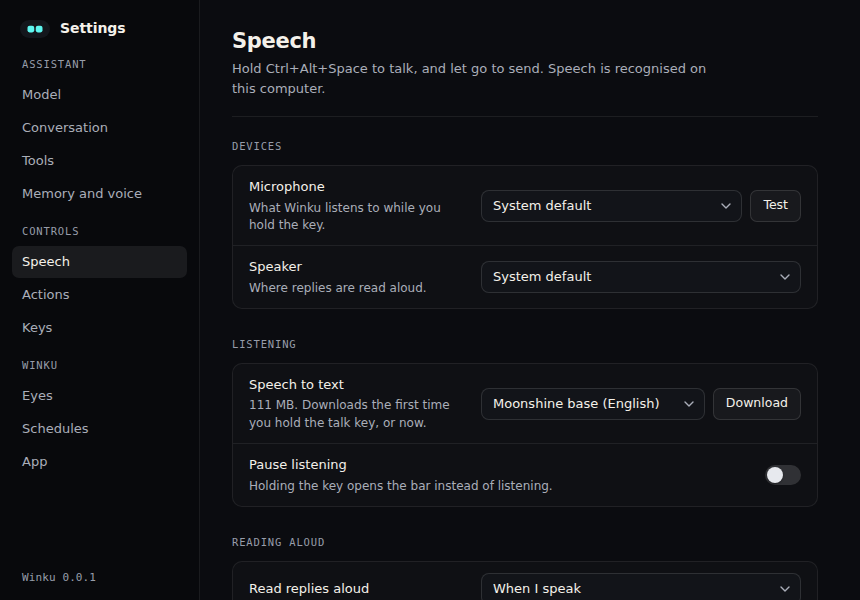 Settings
ASSISTANT
Model
Conversation
Tools
Memory and voice
CONTROLS
Speech
Actions
Keys
WINKU
Eyes
Schedules
App
Winku 0.0.1
Speech
Hold Ctrl+Alt+Space to talk, and let go to send. Speech is recognised on
this computer.
DEVICES
Microphone
What Winku listens to while you
hold the key.
System default
Test
Speaker
Where replies are read aloud.
System default
LISTENING
Speech to text
111 MB. Downloads the first time
you hold the talk key, or now.
Moonshine base (English)
Download
Pause listening
Holding the key opens the bar instead of listening.
READING ALOUD
Read replies aloud
When I speak